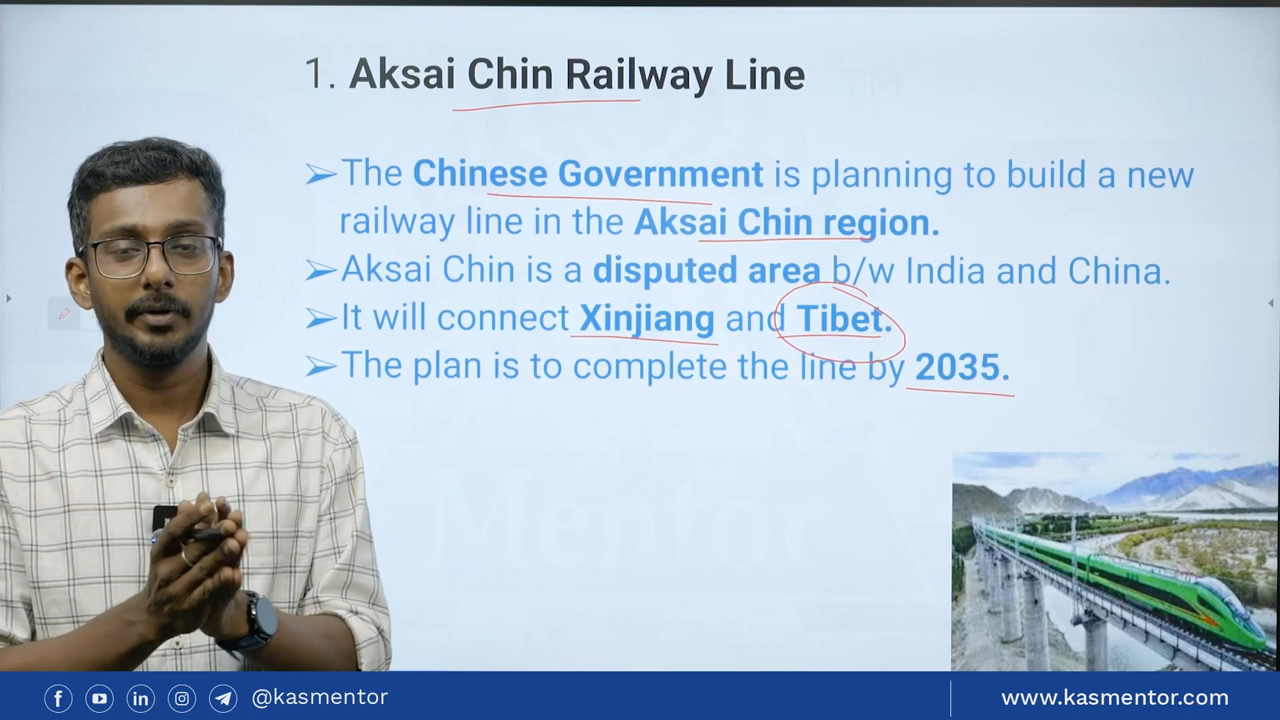 1. Aksai Chin Railway Line
➢The Chinese Government is planning to build a new
railway line in the Aksai Chin region.
➢Aksai Chin is a disputed area b/w India and China.
➢It will connect Xinjiang and Tibet.
➢The plan is to complete the line by 2035.
Mentor
@kasmentor
www.kasmentor.com